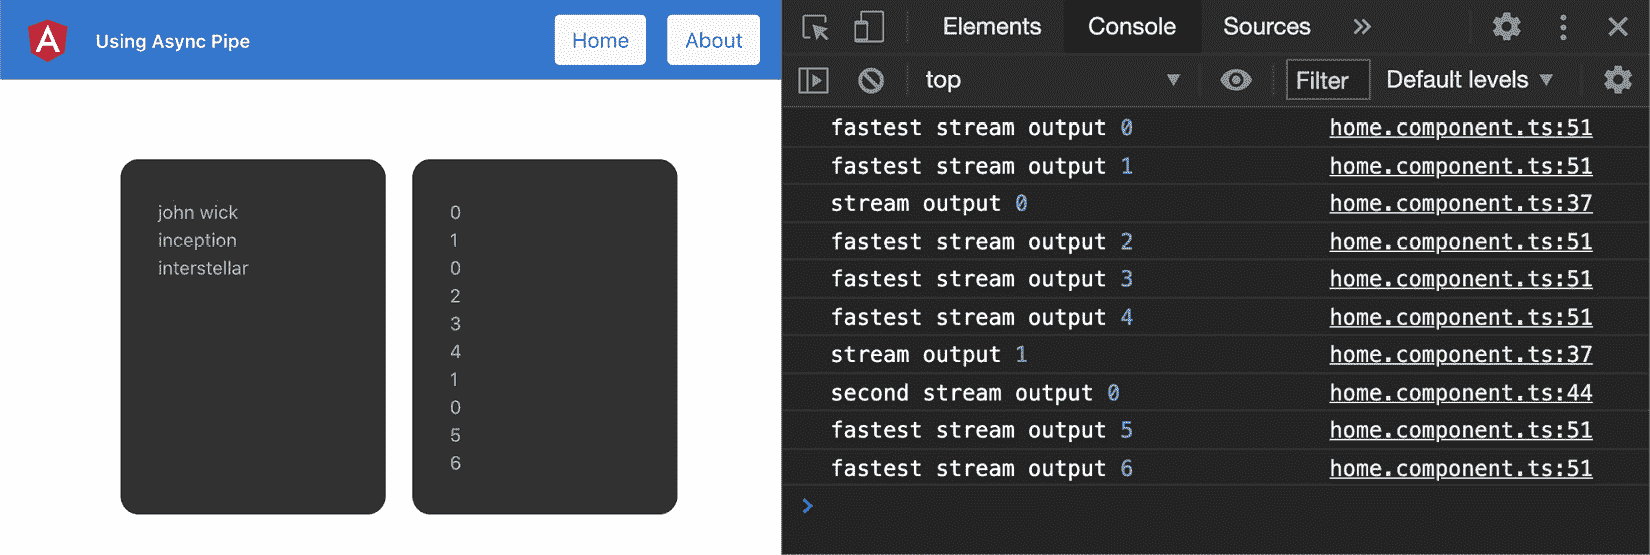 Using Async Pipe
Home
About
john wick
inception
interstellar
0
1
0
2
3
4
1
0
5
6
Elements
Console
Sources
top
Filter
Default levels
fastest stream output 0 home.component.ts:51
fastest stream output 1 home.component.ts:51
stream output 0 home.component.ts:37
fastest stream output 2 home.component.ts:51
fastest stream output 3 home.component.ts:51
fastest stream output 4 home.component.ts:51
stream output 1 home.component.ts:37
second stream output 0 home.component.ts:44
fastest stream output 5 home.component.ts:51
fastest stream output 6 home.component.ts:51